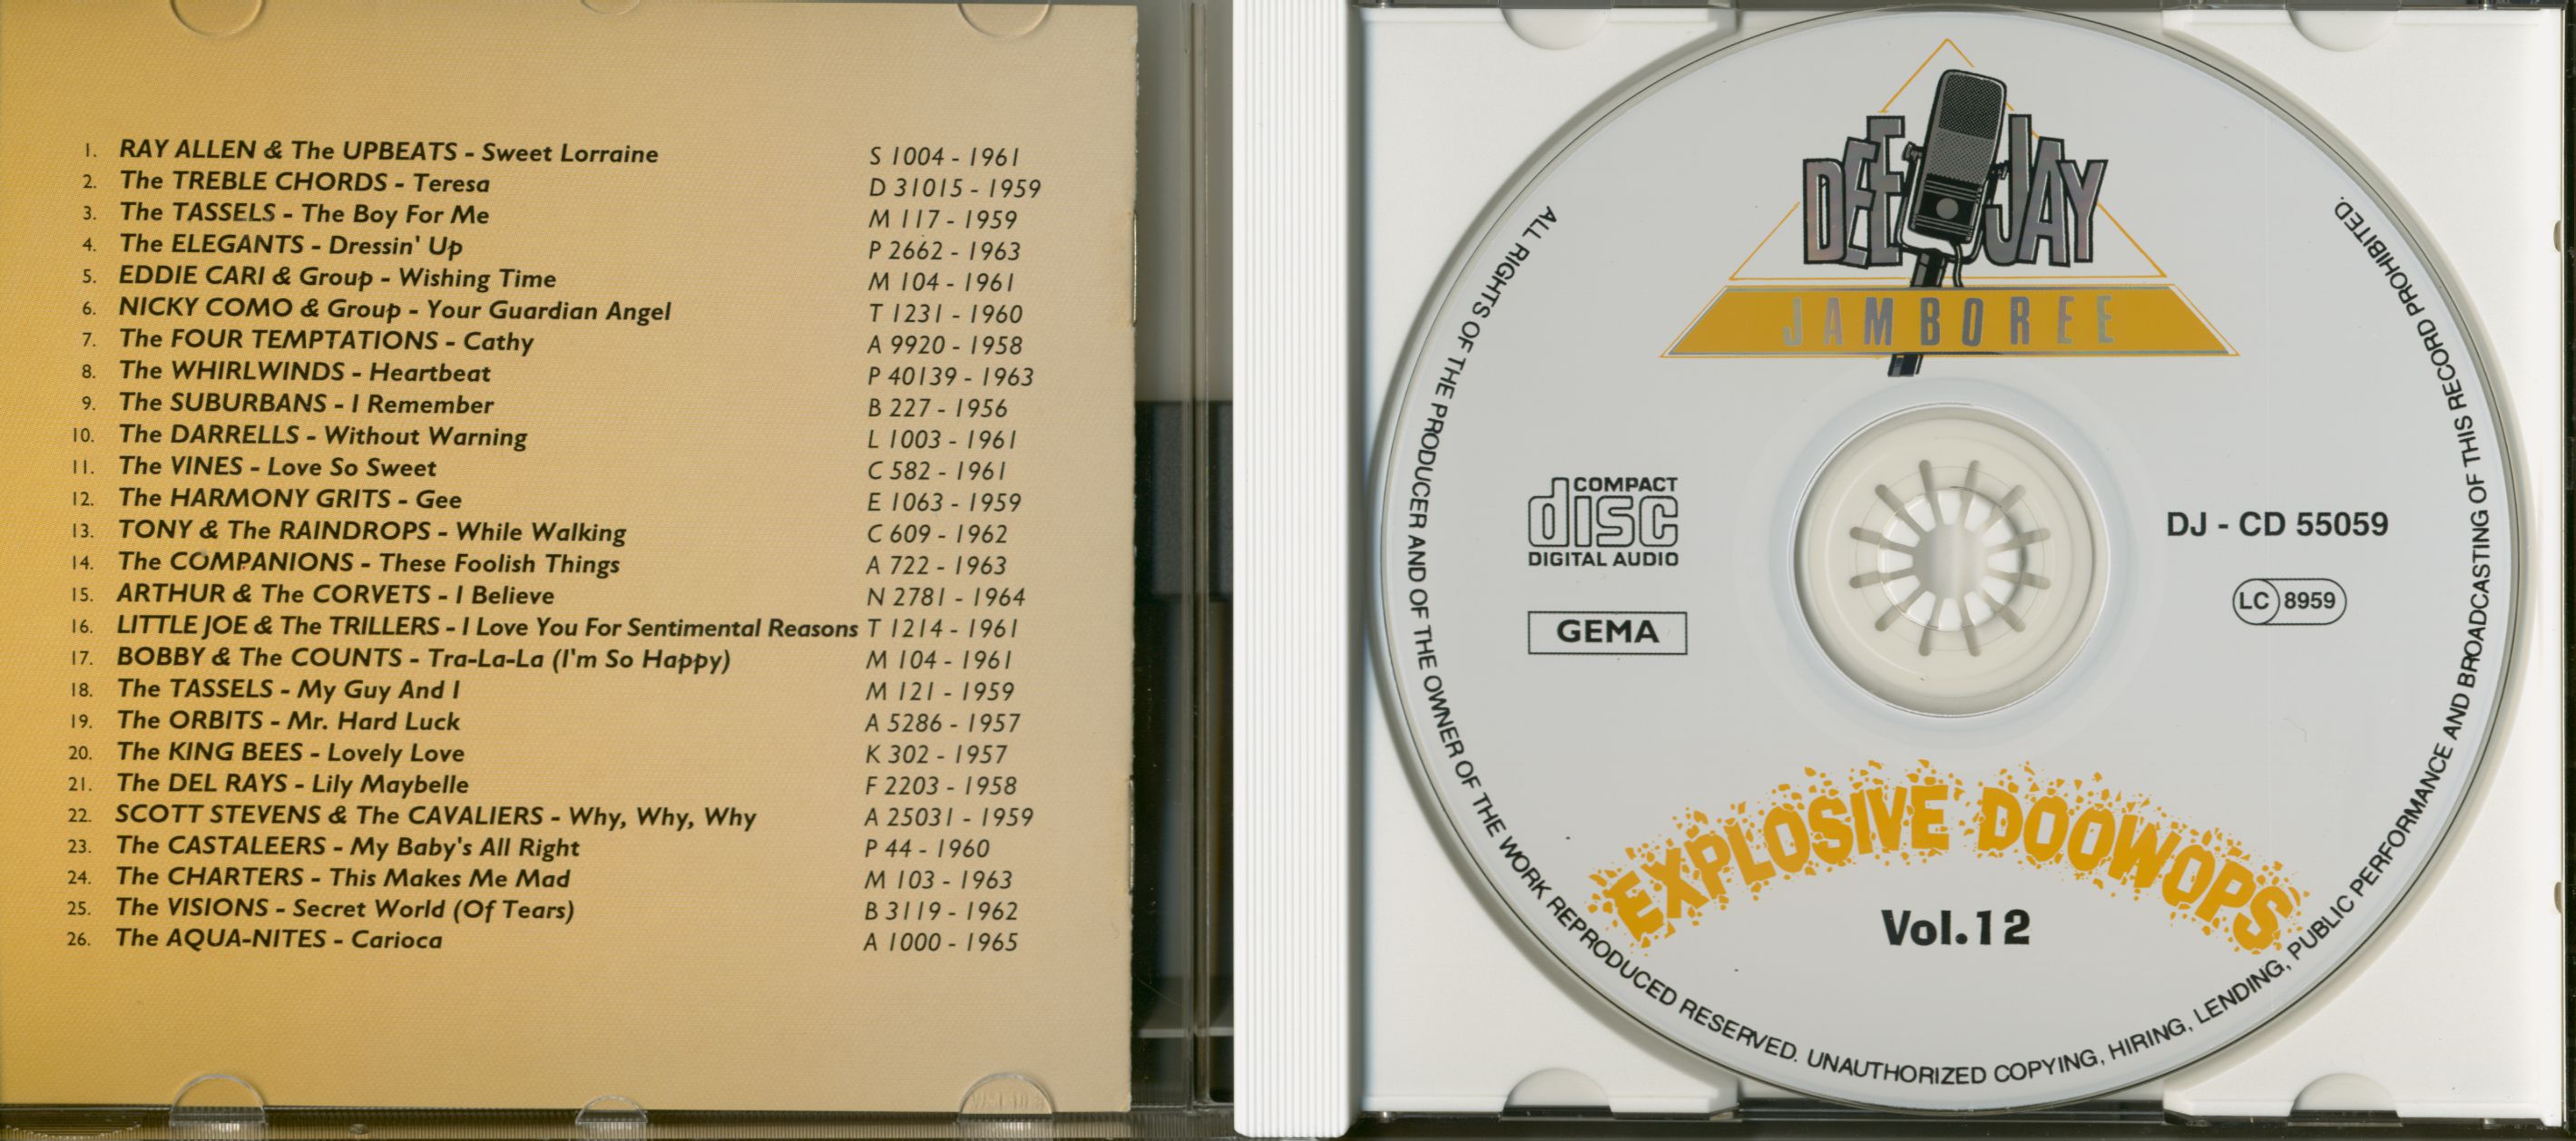 1. RAY ALLEN & The UPBEATS - Sweet Lorraine S 1004 - 1961
2. The TREBLE CHORDS - Teresa D 31015 - 1959
3. The TASSELS - The Boy For Me M 117 - 1959
4. The ELEGANTS - Dressin' Up P 2662 - 1963
5. EDDIE CARI & Group - Wishing Time M 104 - 1961
6. NICKY COMO & Group - Your Guardian Angel T 1231 - 1960
7. The FOUR TEMPTATIONS - Cathy A 9920 - 1958
8. The WHIRLWINDS - Heartbeat P 40139 - 1963
9. The SUBURBANS - I Remember B 227 - 1956
10. The DARRELLS - Without Warning L 1003 - 1961
11. The VINES - Love So Sweet C 582 - 1961
12. The HARMONY GRITS - Gee E 1063 - 1959
13. TONY & The RAINDROPS - While Walking C 609 - 1962
14. The COMPANIONS - These Foolish Things A 722 - 1963
15. ARTHUR & The CORVETS - I Believe N 2781 - 1964
16. LITTLE JOE & The TRILLERS - I Love You For Sentimental Reasons T 1214 - 1961
17. BOBBY & The COUNTS - Tra-La-La (I'm So Happy) M 104 - 1961
18. The TASSELS - My Guy And I M 121 - 1959
19. The ORBITS - Mr. Hard Luck A 5286 - 1957
20. The KING BEES - Lovely Love K 302 - 1957
21. The DEL RAYS - Lily Maybelle F 2203 - 1958
22. SCOTT STEVENS & The CAVALIERS - Why, Why, Why A 25031 - 1959
23. The CASTALEERS - My Baby's All Right P 44 - 1960
24. The CHARTERS - This Makes Me Mad M 103 - 1963
25. The VISIONS - Secret World (Of Tears) B 3119 - 1962
26. The AQUA-NITES - Carioca A 1000 - 1965
DEE JAY
JAMBOREE
COMPACT
disc
DIGITAL AUDIO
GEMA
DJ - CD 55059
LC 8959
EXPLOSIVE DOOWOPS
Vol.12
ALL RIGHTS OF THE PRODUCER AND OF THE OWNER OF THE WORK REPRODUCED RESERVED. UNAUTHORIZED COPYING, HIRING, LENDING, PUBLIC PERFORMANCE AND BROADCASTING OF THIS RECORD PROHIBITED.